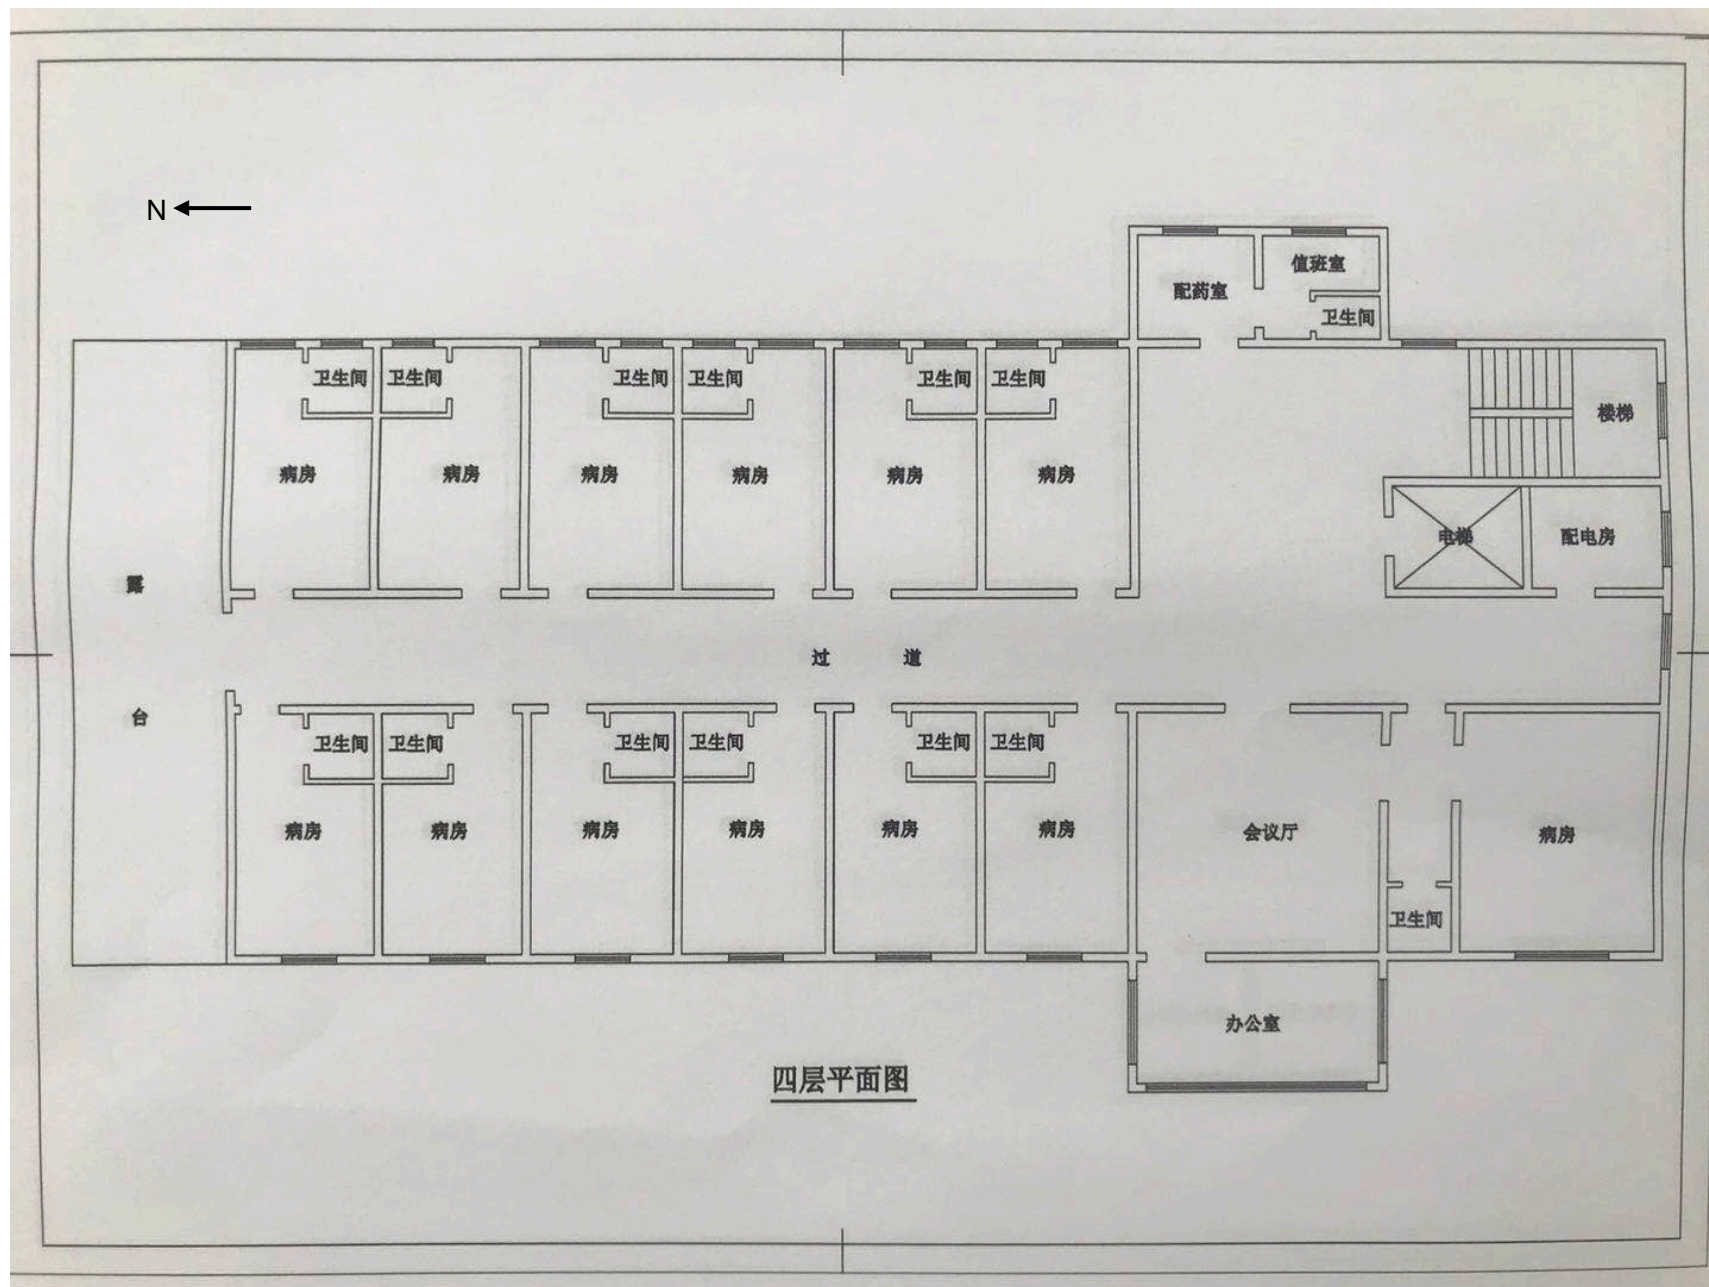 N
值班室
配药室
卫生间
卫生间 卫生间 卫生间 卫生间 卫生间 卫生间
楼梯
病房 病房 病房 病房 病房 病房
电梯 配电房
露
过 道
台
卫生间 卫生间 卫生间 卫生间 卫生间 卫生间
病房 病房 病房 病房 病房 病房 会议厅 病房
卫生间
办公室
四层平面图